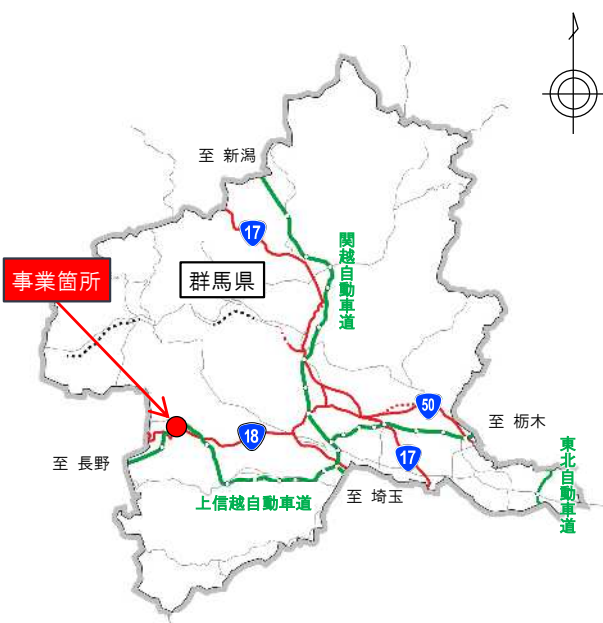 至 新潟
17
関越自動車道
事業箇所
群馬県
50
至 栃木
18
17
至 長野
東北自動車道
至 埼玉
上信越自動車道